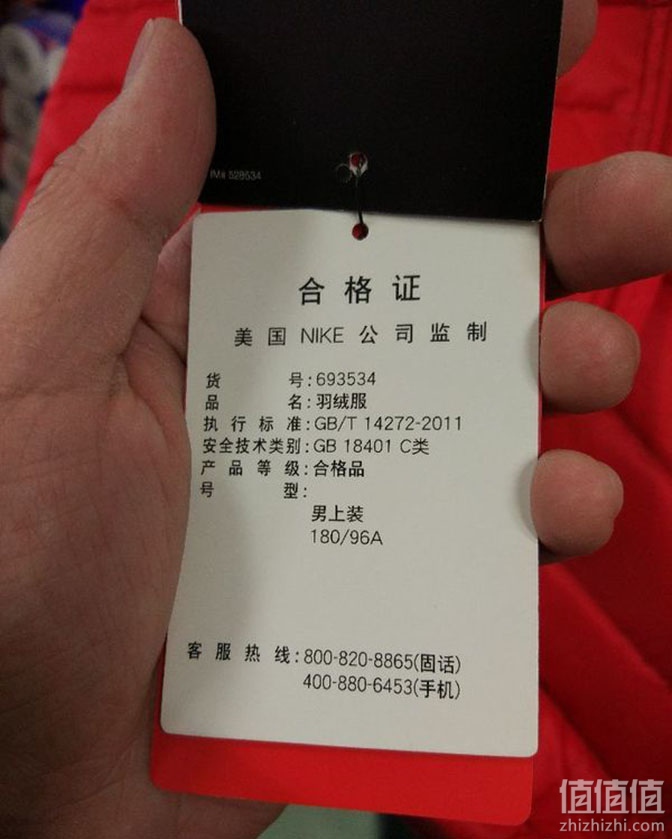 IM# 528534
合格证
美国 NIKE 公司监制
货号:693534
品名:羽绒服
执行标准:GB/T 14272-2011
安全技术类别:GB 18401 C类
产品等级:合格品
号型:
男上装
180/96A
客服热线:800-820-8865(固话)
400-880-6453(手机)
值值值
zhizhizhi.com